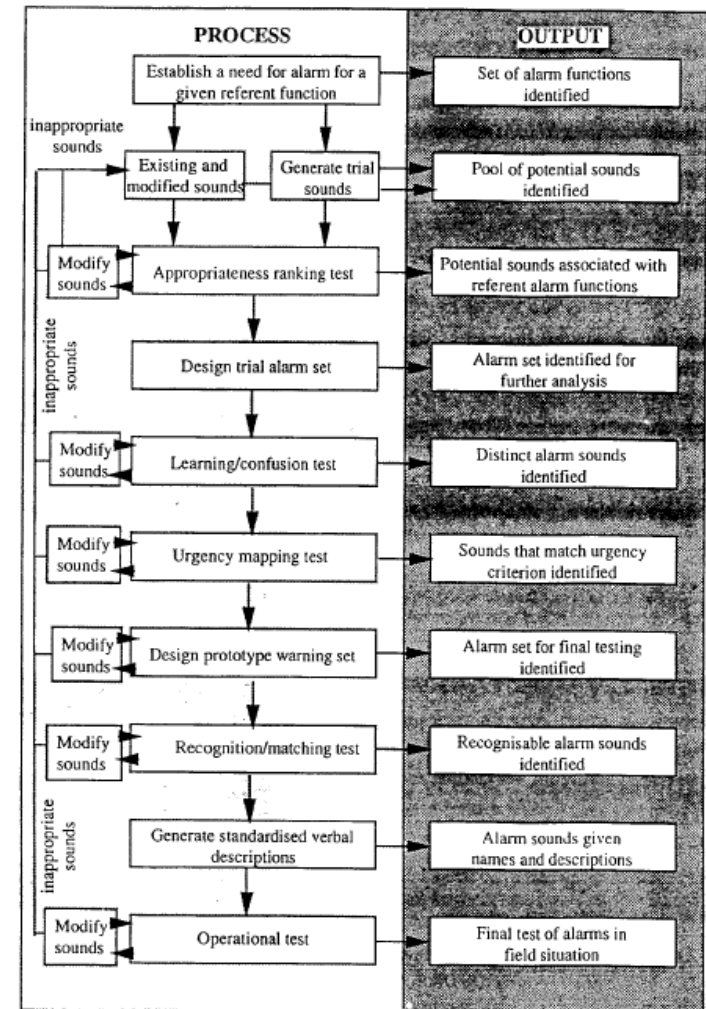 PROCESS
OUTPUT
Establish a need for alarm for a
given referent function
Set of alarm functions
identified
inappropriate
sounds
Existing and
modified sounds
Generate trial
sounds
Pool of potential sounds
identified
Modify
sounds
Appropriateness ranking test
Potential sounds associated with
referent alarm functions
inappropriate
sounds
Design trial alarm set
Alarm set identified for
further analysis
Modify
sounds
Learning/confusion test
Distinct alarm sounds
identified
Modify
sounds
Urgency mapping test
Sounds that match urgency
criterion identified
Modify
sounds
Design prototype warning set
Alarm set for final testing
identified
Modify
sounds
Recognition/matching test
Recognisable alarm sounds
identified
inappropriate
sounds
Generate standardised verbal
descriptions
Alarm sounds given
names and descriptions
Modify
sounds
Operational test
Final test of alarms in
field situation